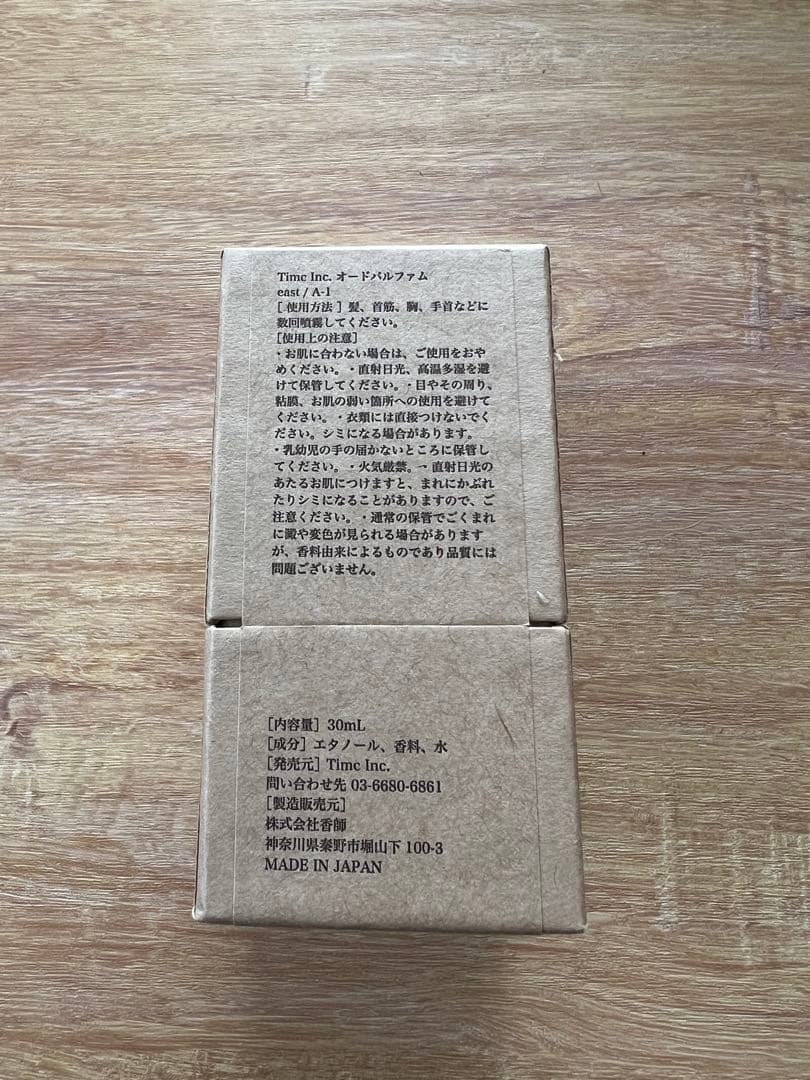 Timc Inc. オードパルファム
east / A-1
［使用方法］髪、首筋、胸、手首などに
数回噴霧してください。
［使用上の注意］
・お肌に合わない場合は、ご使用をおや
めください。・直射日光、高温多湿を避
けて保管してください。・目やその周り、
粘膜、お肌の弱い箇所への使用を避けて
ください。・衣類には直接つけないでく
ださい。シミになる場合があります。
・乳幼児の手の届かないところに保管し
てください。・火気厳禁。・直射日光の
あたるお肌につけますと、まれにかぶれ
たりシミになることがありますので、ご
注意ください。・通常の保管でごくまれ
に澱や変色が見られる場合があります
が、香料由来によるものであり品質には
問題ございません。
［内容量］30mL
［成分］エタノール、香料、水
［発売元］Timc Inc.
問い合わせ先 03-6680-6861
［製造販売元］
株式会社香師
神奈川県秦野市堀山下 100-3
MADE IN JAPAN